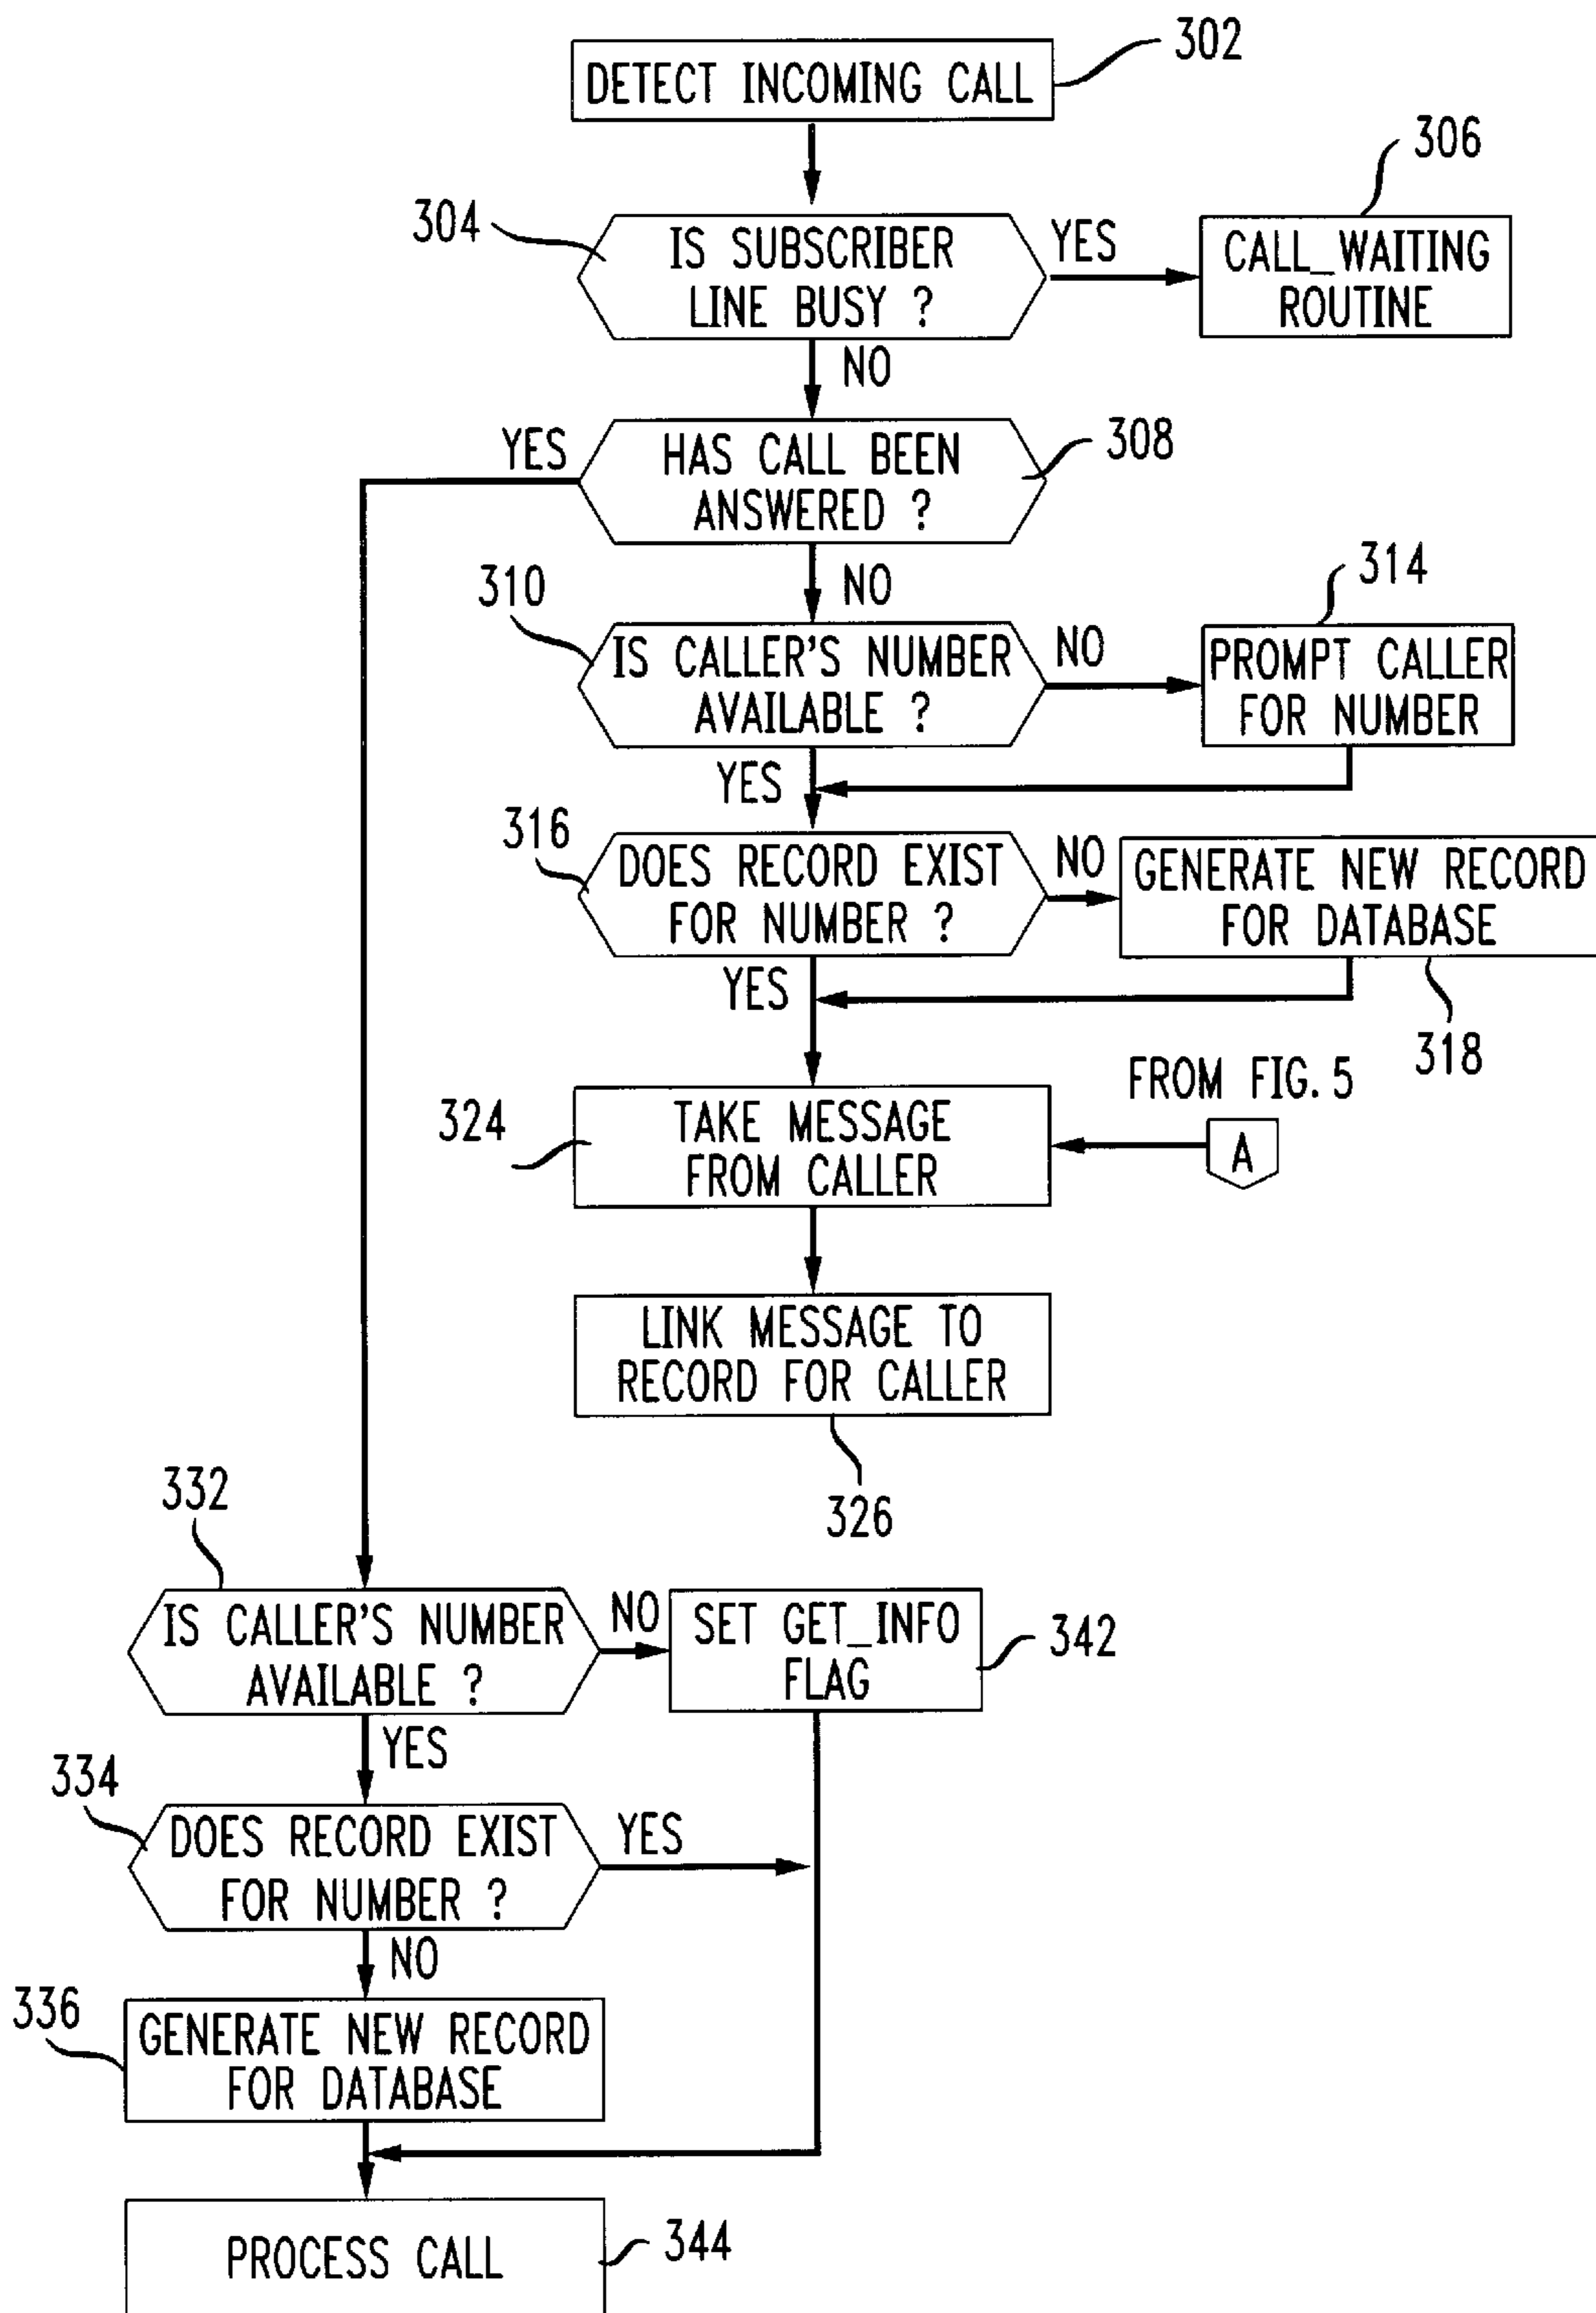 302
DETECT INCOMING CALL
306
304
IS SUBSCRIBER
LINE BUSY ?
YES
CALL_WAITING
ROUTINE
NO
YES
HAS CALL BEEN
ANSWERED ?
308
NO
310
314
IS CALLER'S NUMBER
AVAILABLE ?
NO
PROMPT CALLER
FOR NUMBER
YES
316
DOES RECORD EXIST
FOR NUMBER ?
NO
GENERATE NEW RECORD
FOR DATABASE
YES
318
FROM FIG. 5
324
TAKE MESSAGE
FROM CALLER
A
LINK MESSAGE TO
RECORD FOR CALLER
326
332
IS CALLER'S NUMBER
AVAILABLE ?
NO
SET GET_INFO
FLAG
342
YES
334
DOES RECORD EXIST
FOR NUMBER ?
YES
NO
336
GENERATE NEW RECORD
FOR DATABASE
PROCESS CALL
344